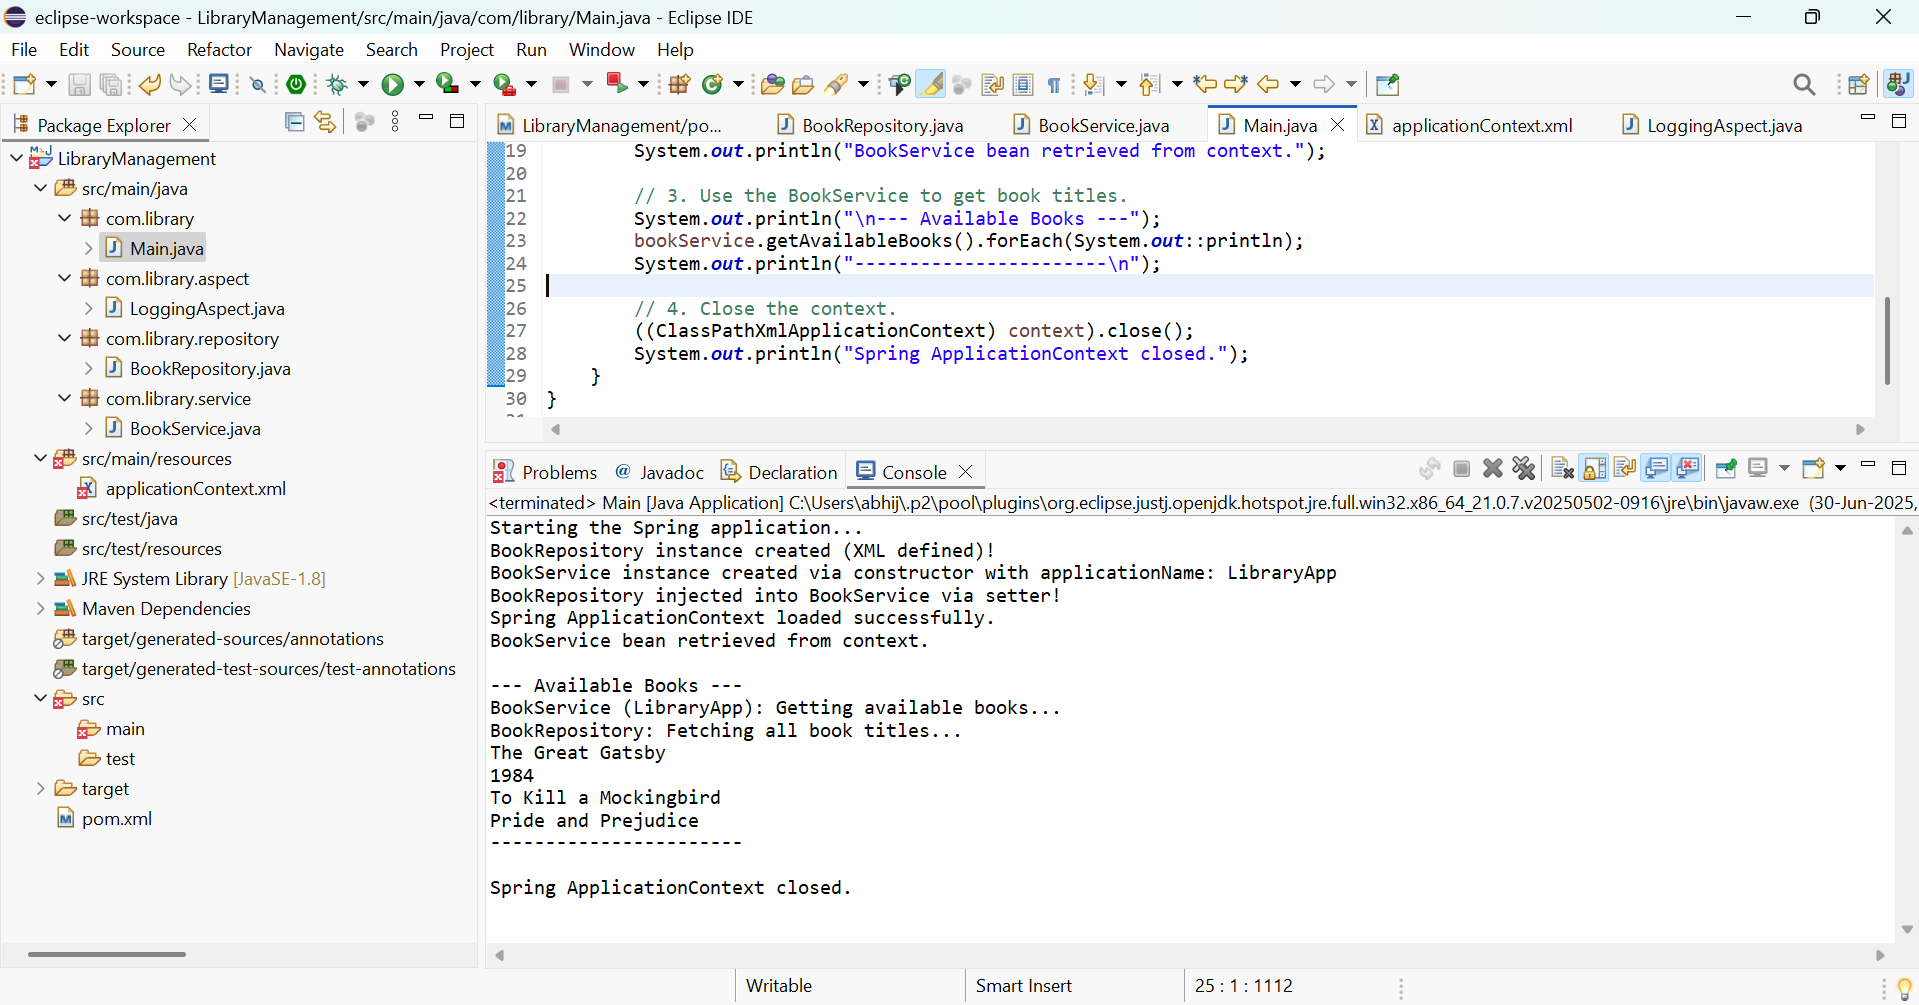 eclipse-workspace - LibraryManagement/src/main/java/com/library/Main.java - Eclipse IDE
File Edit Source Refactor Navigate Search Project Run Window Help
Package Explorer
LibraryManagement
src/main/java
com.library
Main.java
com.library.aspect
LoggingAspect.java
com.library.repository
BookRepository.java
com.library.service
BookService.java
src/main/resources
applicationContext.xml
src/test/java
src/test/resources
JRE System Library [JavaSE-1.8]
Maven Dependencies
target/generated-sources/annotations
target/generated-test-sources/test-annotations
src
main
test
target
pom.xml
LibraryManagement/po... BookRepository.java BookService.java Main.java applicationContext.xml LoggingAspect.java
19 System.out.println("BookService bean retrieved from context.");
20
21 // 3. Use the BookService to get book titles.
22 System.out.println("\n--- Available Books ---");
23 bookService.getAvailableBooks().forEach(System.out::println);
24 System.out.println("-----------------------\n");
25
26 // 4. Close the context.
27 ((ClassPathXmlApplicationContext) context).close();
28 System.out.println("Spring ApplicationContext closed.");
29 }
30 }
Problems @ Javadoc Declaration Console
<terminated> Main [Java Application] C:\Users\abhij\.p2\pool\plugins\org.eclipse.justj.openjdk.hotspot.jre.full.win32.x86_64_21.0.7.v20250502-0916\jre\bin\javaw.exe (30-Jun-2025,
Starting the Spring application...
BookRepository instance created (XML defined)!
BookService instance created via constructor with applicationName: LibraryApp
BookRepository injected into BookService via setter!
Spring ApplicationContext loaded successfully.
BookService bean retrieved from context.
--- Available Books ---
BookService (LibraryApp): Getting available books...
BookRepository: Fetching all book titles...
The Great Gatsby
1984
To Kill a Mockingbird
Pride and Prejudice
-----------------------
Spring ApplicationContext closed.
Writable Smart Insert 25 : 1 : 1112